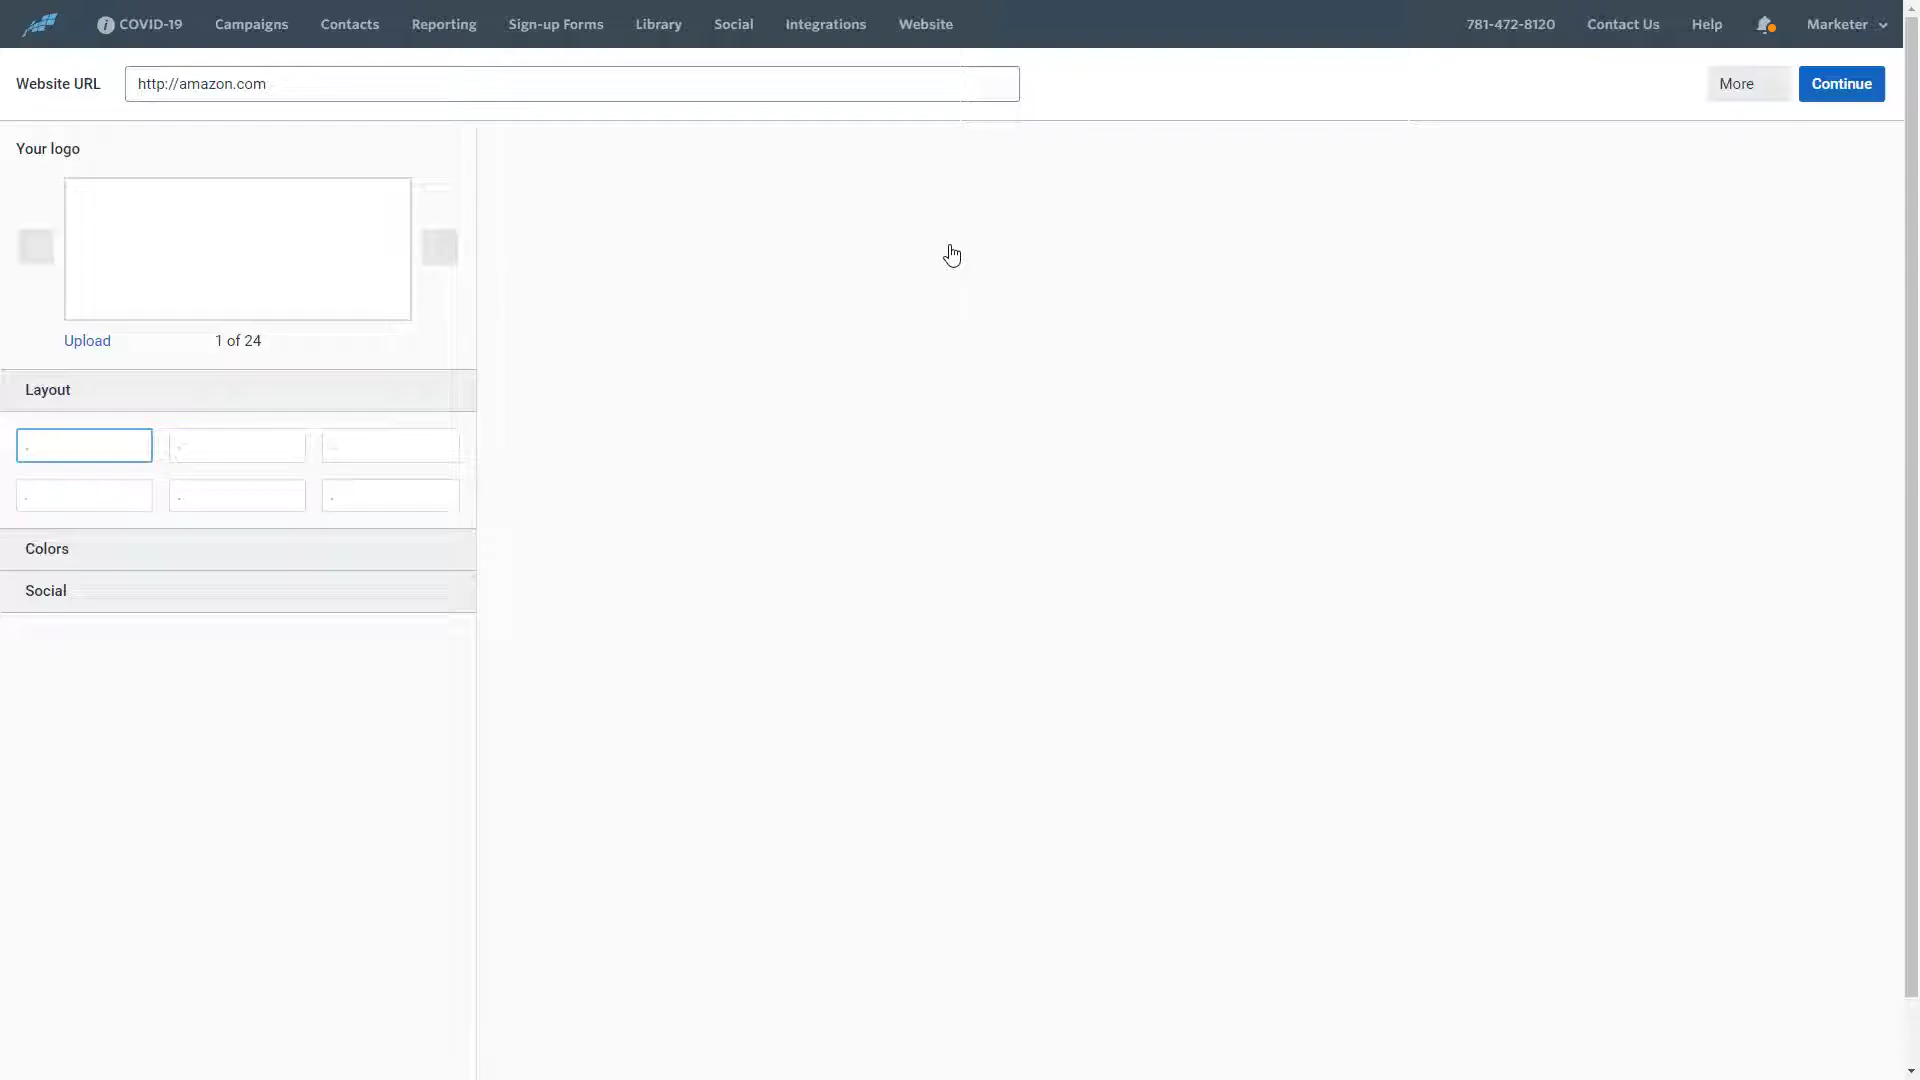 COVID-19 Campaigns Contacts Reporting Sign-up Forms Library Social Integrations Website 781-472-8120 Contact Us Help Marketer
Website URL http://amazon.com More Continue
Your logo
Upload 1 of 24
Layout
Colors
Social